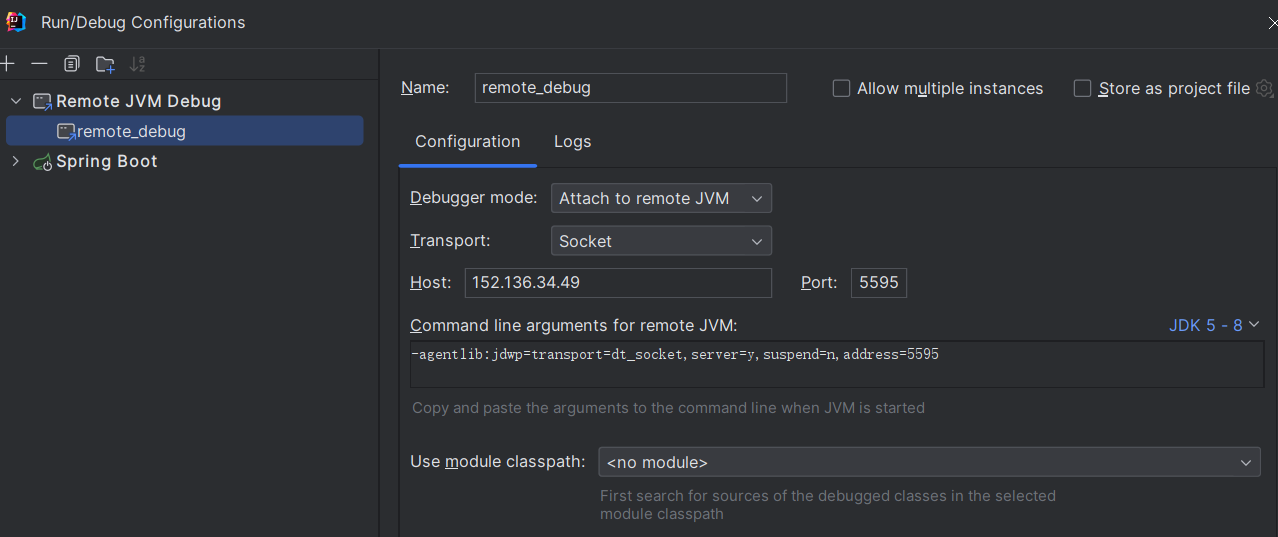 Run/Debug Configurations
Name: remote_debug Allow multiple instances Store as project file
Remote JVM Debug
remote_debug
Spring Boot
Configuration Logs
Debugger mode: Attach to remote JVM
Transport: Socket
Host: 152.136.34.49 Port: 5595
Command line arguments for remote JVM: JDK 5 - 8
-agentlib:jdwp=transport=dt_socket,server=y,suspend=n,address=5595
Copy and paste the arguments to the command line when JVM is started
Use module classpath: <no module>
First search for sources of the debugged classes in the selected
module classpath